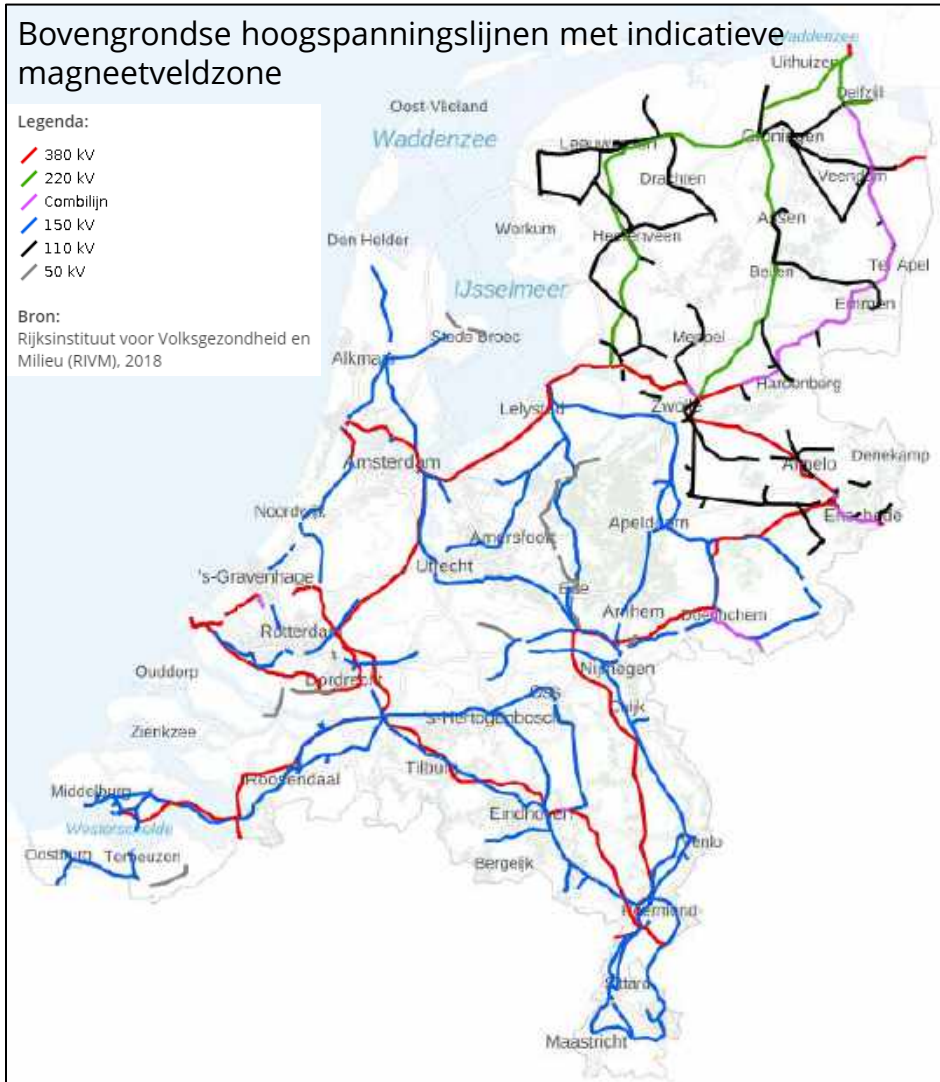 Bovengrondse hoogspanningslijnen met indicatieve
magneetveldzone
Legenda:
380 kV
220 kV
Combilijn
150 kV
110 kV
50 kV
Bron:
Rijksinstituut voor Volksgezondheid en
Milieu (RIVM), 2018
Waddenzee
Uithuizen
Delfzijl
Oost-Vlieland
Waddenzee
Groningen
Drachten
Veendam
Workum
Heerenveen
Assen
Den Helder
Ter Apel
IJsselmeer
Emmen
Stede Broec
Meppel
Alkmaar
Hardenberg
Lelystad
Zwolle
Amsterdam
Almelo
Denekamp
Noordwijk
Enschede
Amersfoort
Apeldoorn
Utrecht
's-Gravenhage
Ede
Arnhem
Doetinchem
Rotterdam
Nijmegen
Ouddorp
Dordrecht
Oss
Cuijk
's-Hertogenbosch
Zierikzee
Tilburg
Roosendaal
Middelburg
Eindhoven
Westerschelde
Oostburg
Terneuzen
Venlo
Bergeijk
Roermond
Sittard
Maastricht